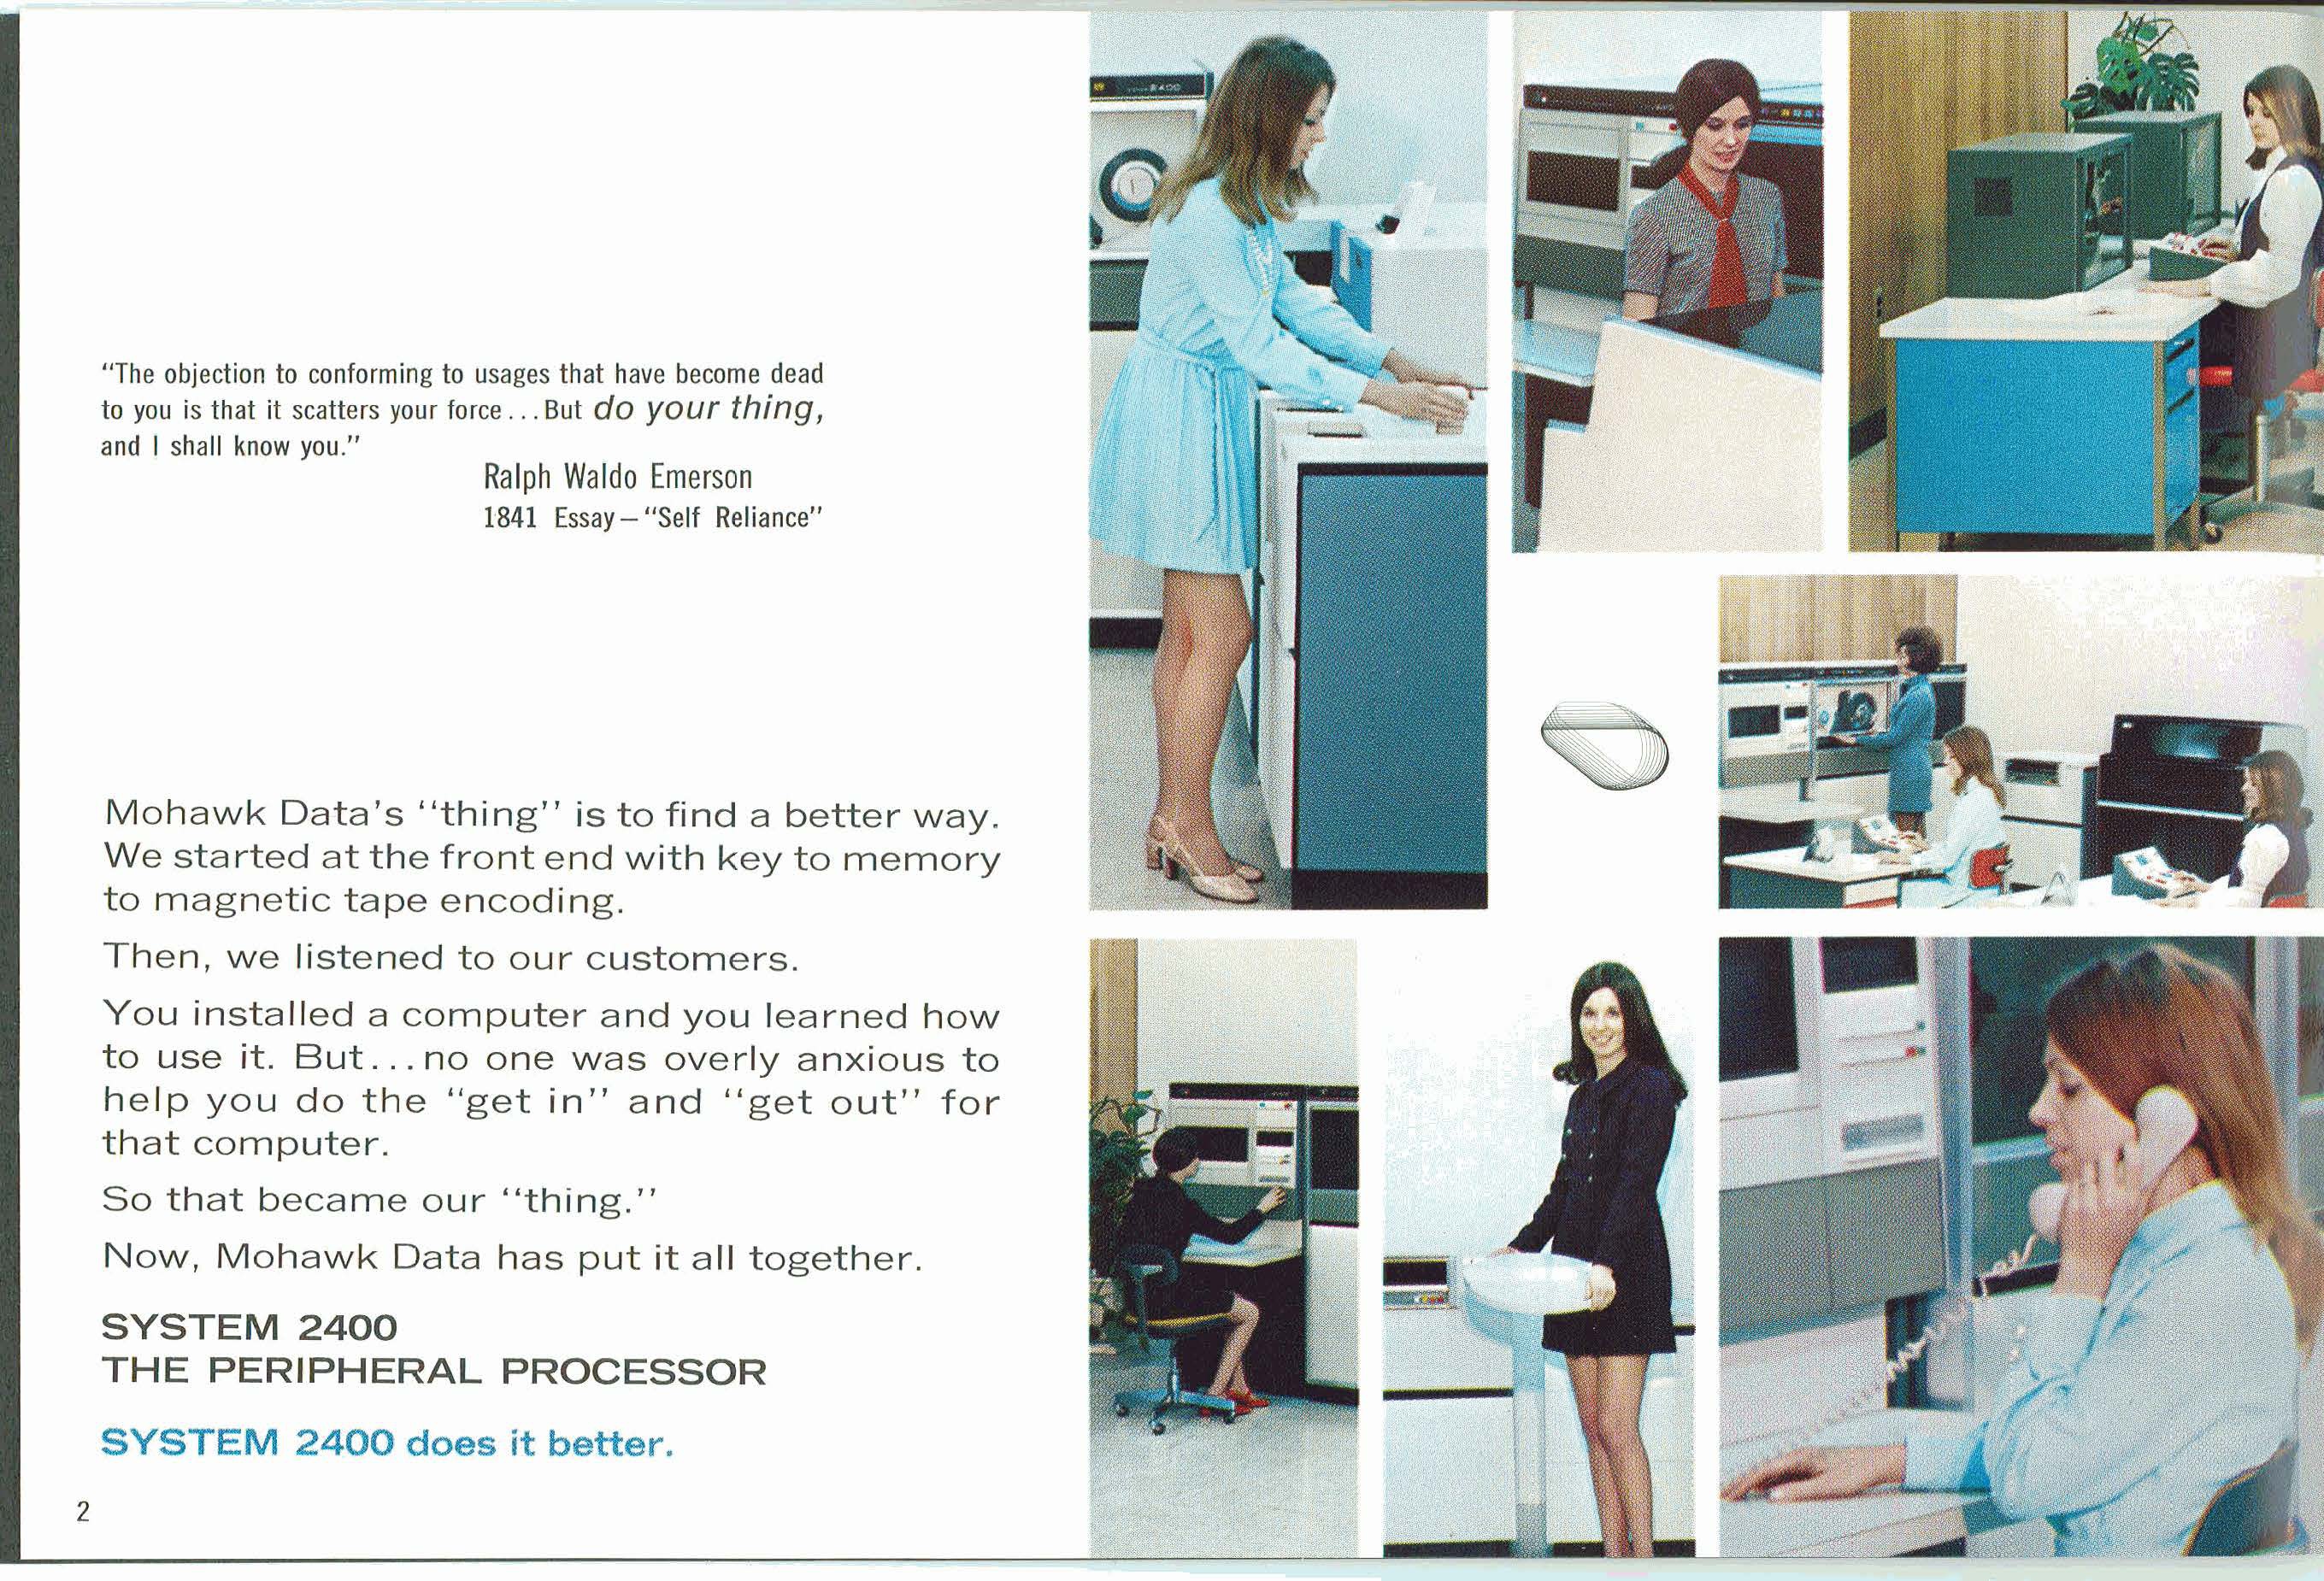 “The objection to conforming to usages that have become dead
to you is that it scatters your force...But do your thing,
and I shall know you.”
Ralph Waldo Emerson
1841 Essay—“Self Reliance”
Mohawk Data's “thing” is to find a better way.
We started at the front end with key to memory
to magnetic tape encoding.
Then, we listened to our customers.
You installed a computer and you learned how
to use it. But...no one was overly anxious to
help you do the “get in” and “get out” for
that computer.
So that became our “thing.”
Now, Mohawk Data has put it all together.
SYSTEM 2400
THE PERIPHERAL PROCESSOR
SYSTEM 2400 does it better.
2
2400